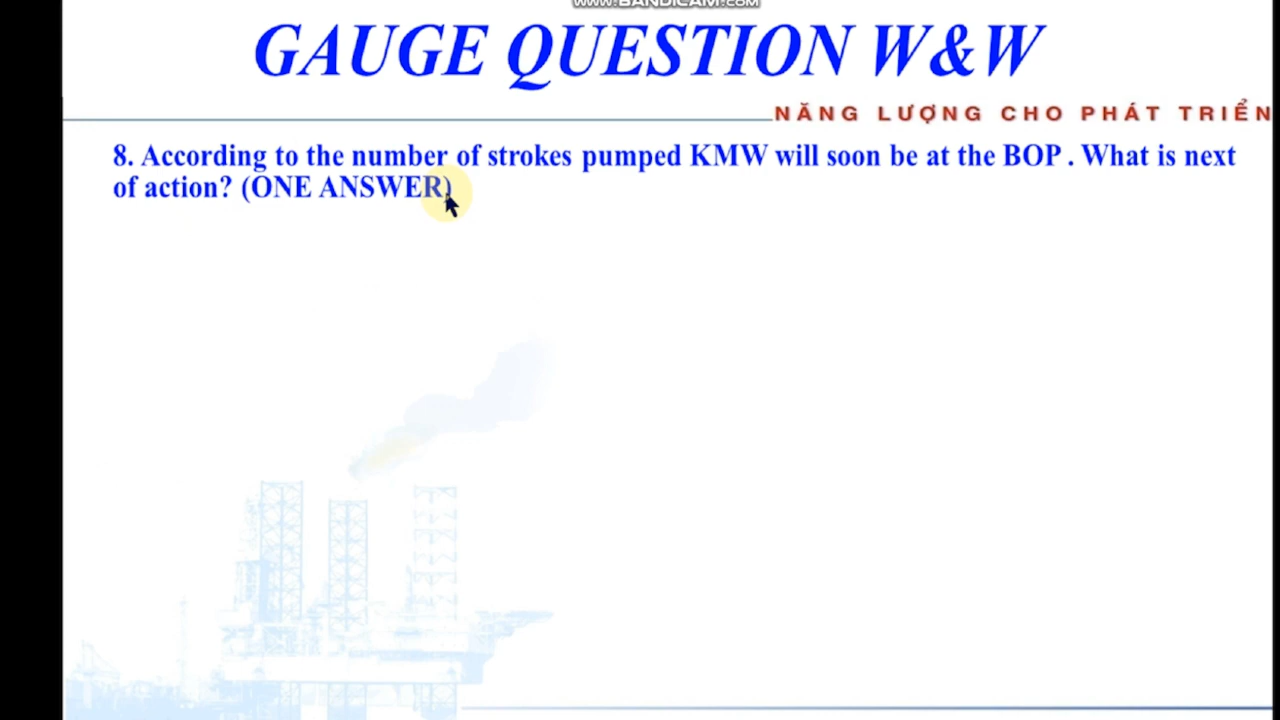 www.BANDICAM.com
GAUGE QUESTION W&W
NĂNG LƯỢNG CHO PHÁT TRIỂN
8. According to the number of strokes pumped KMW will soon be at the BOP . What is next
of action? (ONE ANSWER)